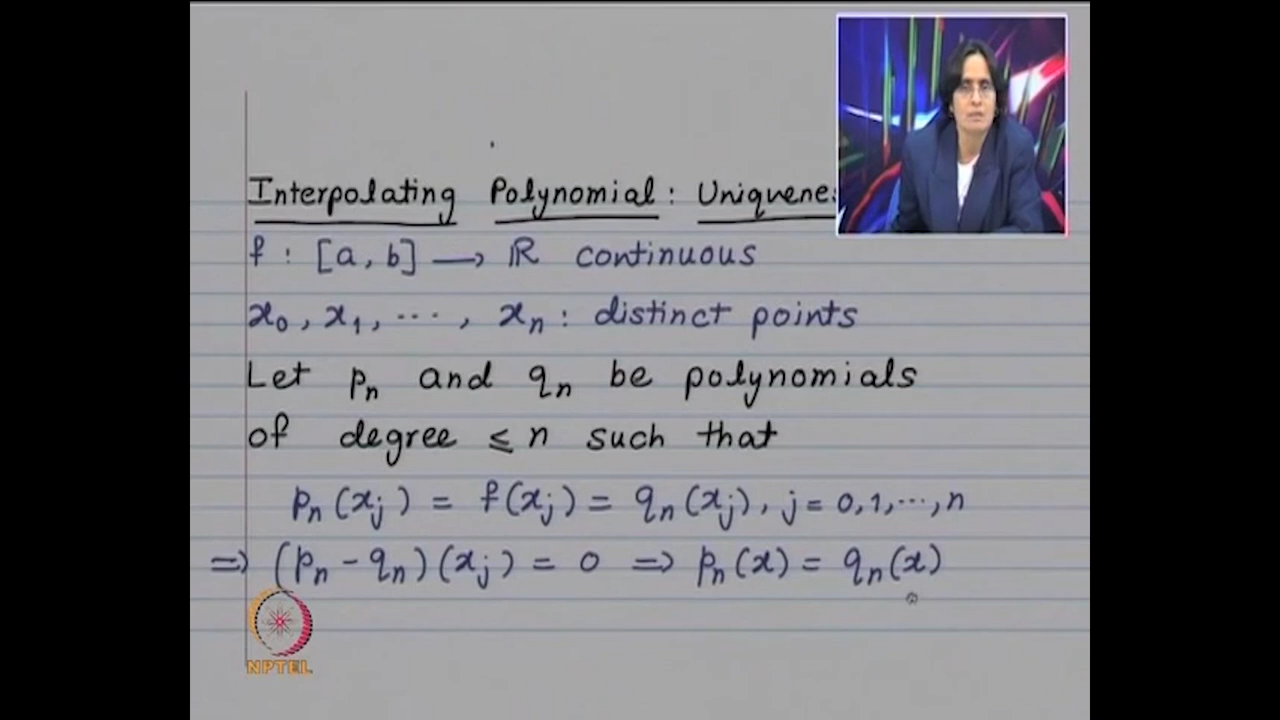 Interpolating Polynomial: Uniquene
f : [a, b] → ℝ continuous
x₀, x₁, ⋯, xₙ : distinct points
Let pₙ and qₙ be polynomials
of degree ≤ n such that
pₙ(xⱼ) = f(xⱼ) = qₙ(xⱼ), j = 0,1,⋯,n
⇒ (pₙ - qₙ)(xⱼ) = 0 ⇒ pₙ(x) = qₙ(x)
NPTEL